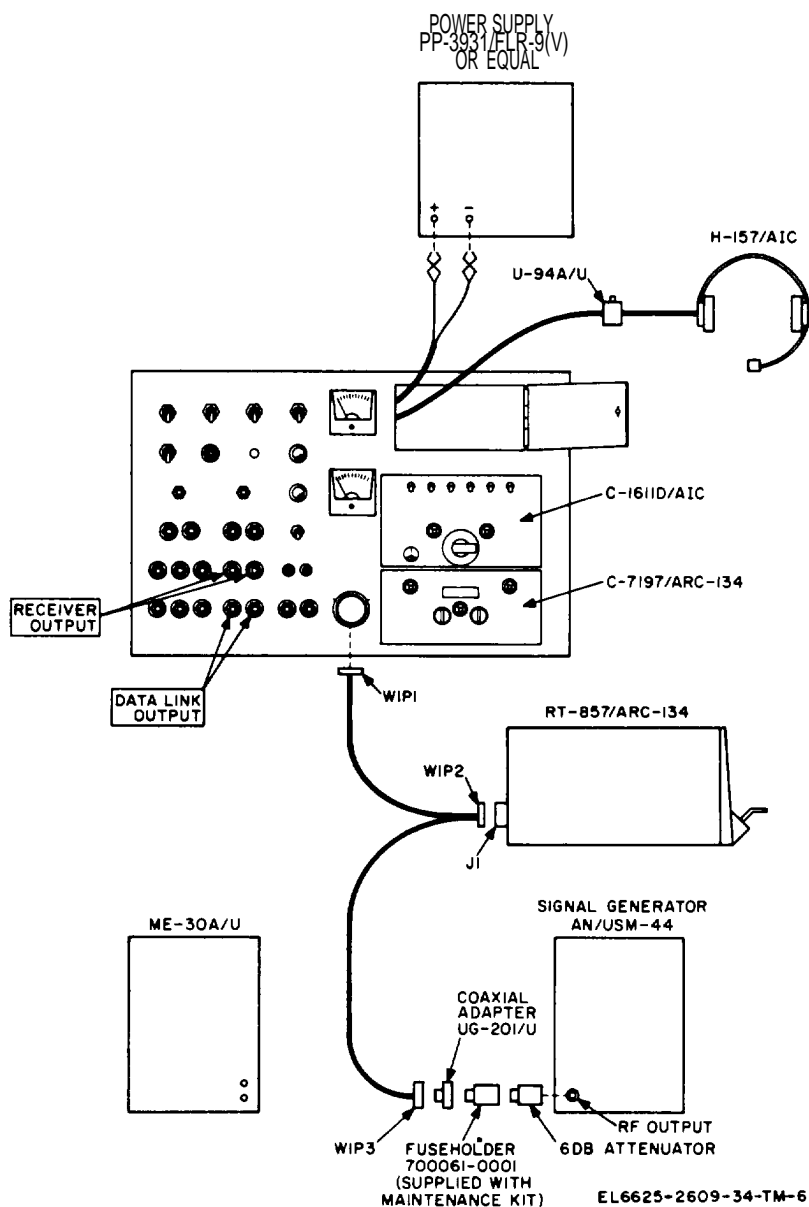 POWER SUPPLY
PP-3931/FLR-9(V)
OR EQUAL
+ −
H-157/AIC
U-94A/U
C-1611D/AIC
C-7197/ARC-134
RECEIVER
OUTPUT
DATA LINK
OUTPUT
W1P1
RT-857/ARC-134
W1P2
J1
ME-30A/U
SIGNAL GENERATOR
AN/USM-44
COAXIAL
ADAPTER
UG-201/U
RF OUTPUT
W1P3
FUSEHOLDER
700061-0001
(SUPPLIED WITH
MAINTENANCE KIT)
6DB ATTENUATOR
EL6625-2609-34-TM-6